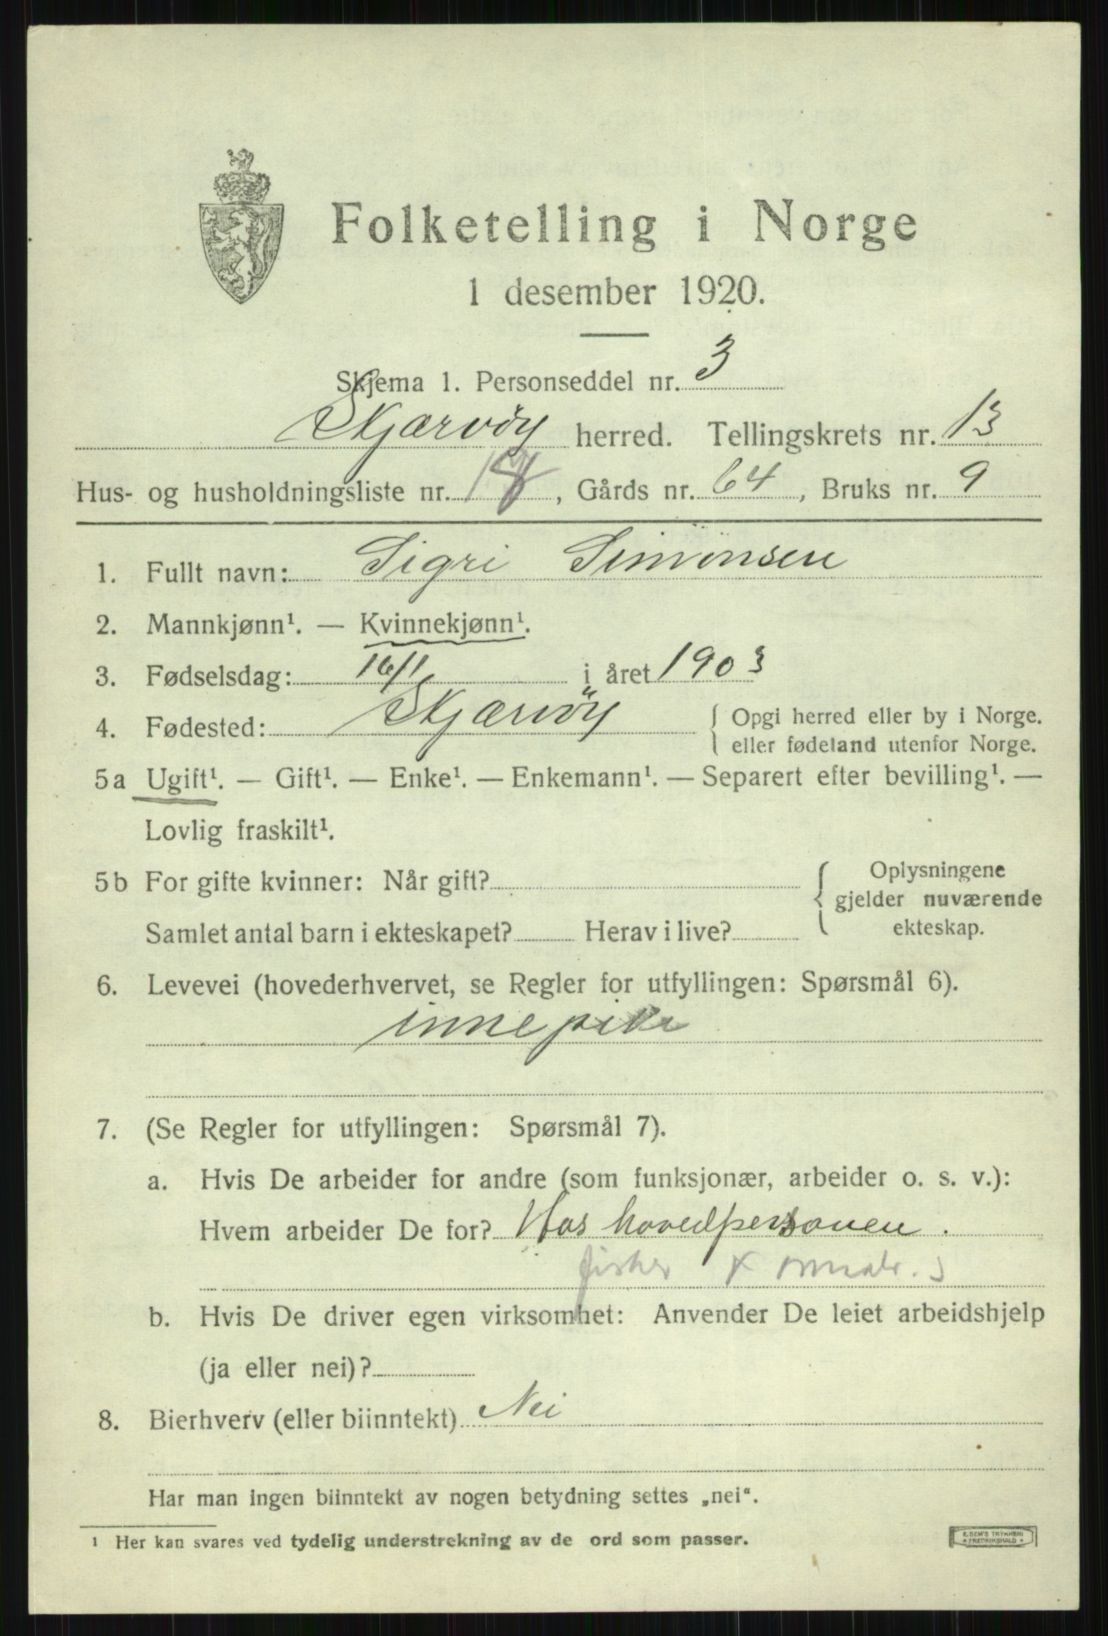 Folketelling i Norge
1 desember 1920.
Skjema 1. Personseddel nr. 3
Skjærvöy herred. Tellingskrets nr. 13
Hus- og husholdningsliste nr. 18, Gårds nr. 64, Bruks nr. 9
1. Fullt navn: Sigri Simonsen
2. Mannkjønn¹. — Kvinnekjønn¹.
3. Fødselsdag: 16/1 i året 1903
4. Fødested: Skjærvöy { Opgi herred eller by i Norge.
eller fødeland utenfor Norge.
5a Ugift¹. — Gift¹. — Enke¹. — Enkemann¹. — Separert efter bevilling¹. —
Lovlig fraskilt¹.
5b For gifte kvinner: Når gift? { Oplysningene
gjelder nuværende
Samlet antal barn i ekteskapet? Herav i live? ekteskap.
6. Levevei (hovederhvervet, se Regler for utfyllingen: Spørsmål 6).
innepike
7. (Se Regler for utfyllingen: Spørsmål 7).
a. Hvis De arbeider for andre (som funksjonær, arbeider o. s. v.):
Hvem arbeider De for? Hos hovedpersonen.
fisker
b. Hvis De driver egen virksomhet: Anvender De leiet arbeidshjelp
(ja eller nei)?
8. Bierhverv (eller biinntekt) Nei
Har man ingen biinntekt av nogen betydning settes „nei".
¹ Her kan svares ved tydelig understrekning av de ord som passer.
E. SEM'S TRYKKERI
FREDRIKSHALD